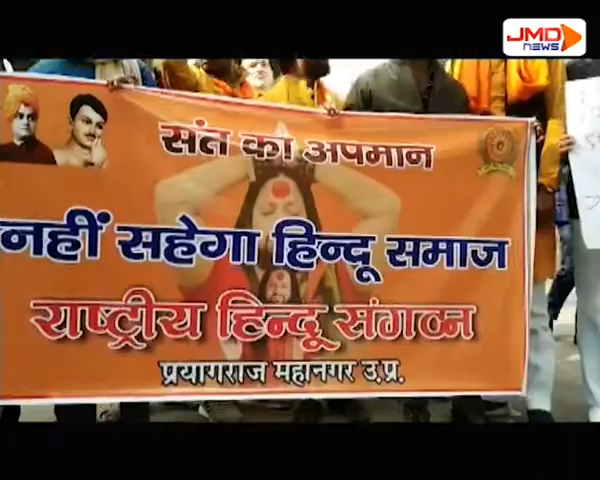 JMD
NEWS
संत का अपमान
नहीं सहेगा हिन्दू समाज
राष्ट्रीय हिन्दू संगठन
प्रयागराज महानगर उ.प्र.